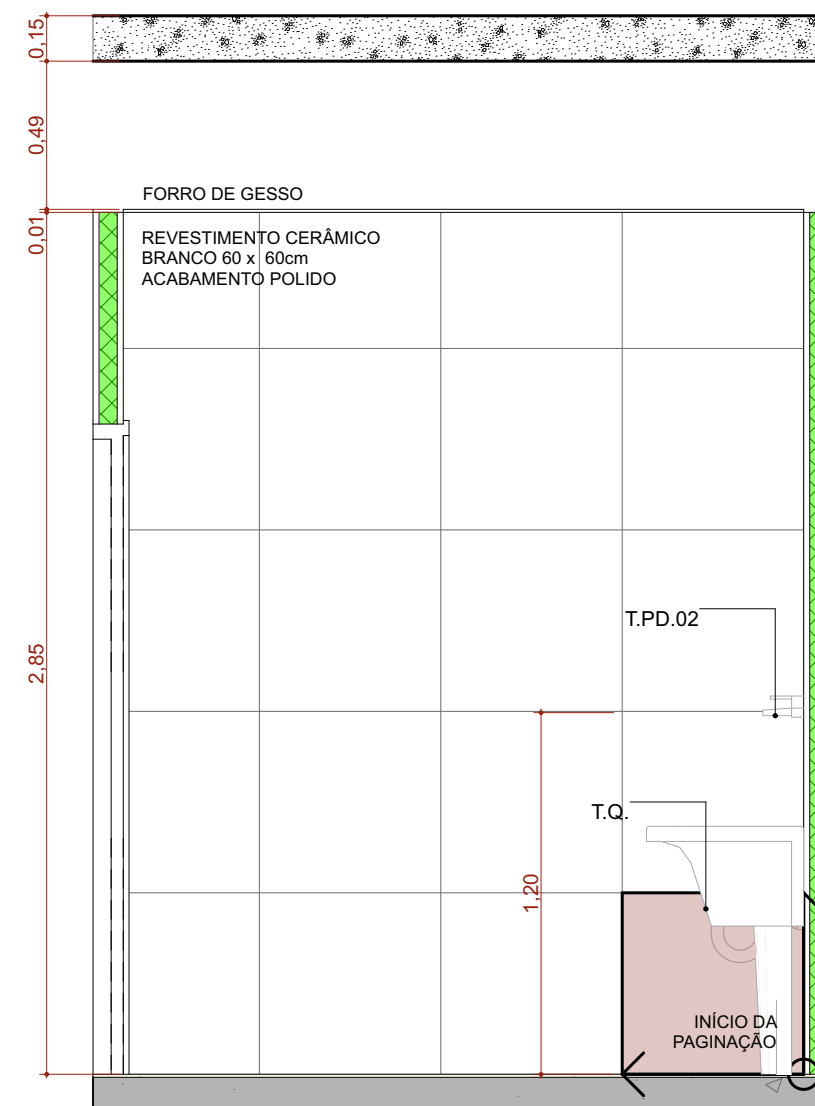 0,15
0,49
FORRO DE GESSO
0,01
REVESTIMENTO CERÂMICO
BRANCO 60 x 60cm
ACABAMENTO POLIDO
T.PD.02
2,85
T.Q.
1,20
INÍCIO DA
PAGINAÇÃO